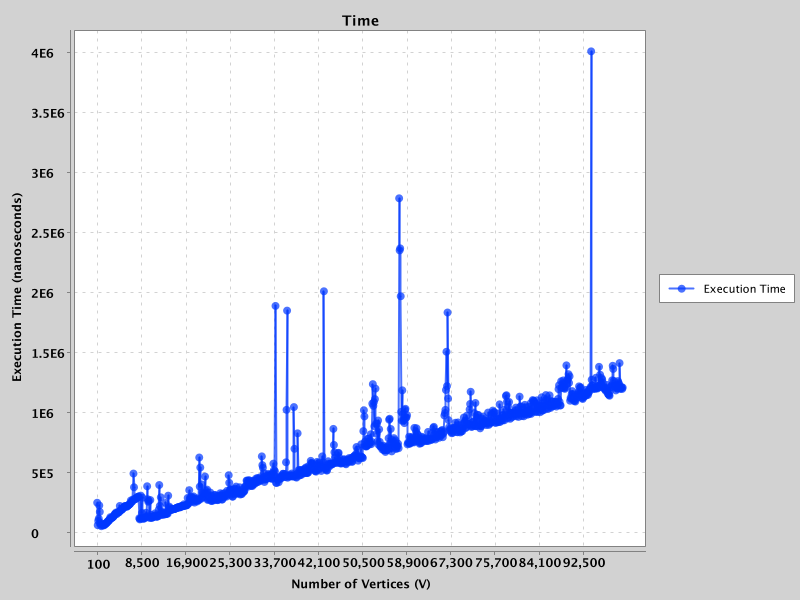 Time
4E6
3.5E6
3E6
2.5E6
2E6
1.5E6
1E6
5E5
0
Execution Time (nanoseconds)
100 8,500 16,900 25,300 33,700 42,100 50,500 58,900 67,300 75,700 84,100 92,500
Number of Vertices (V)
Execution Time